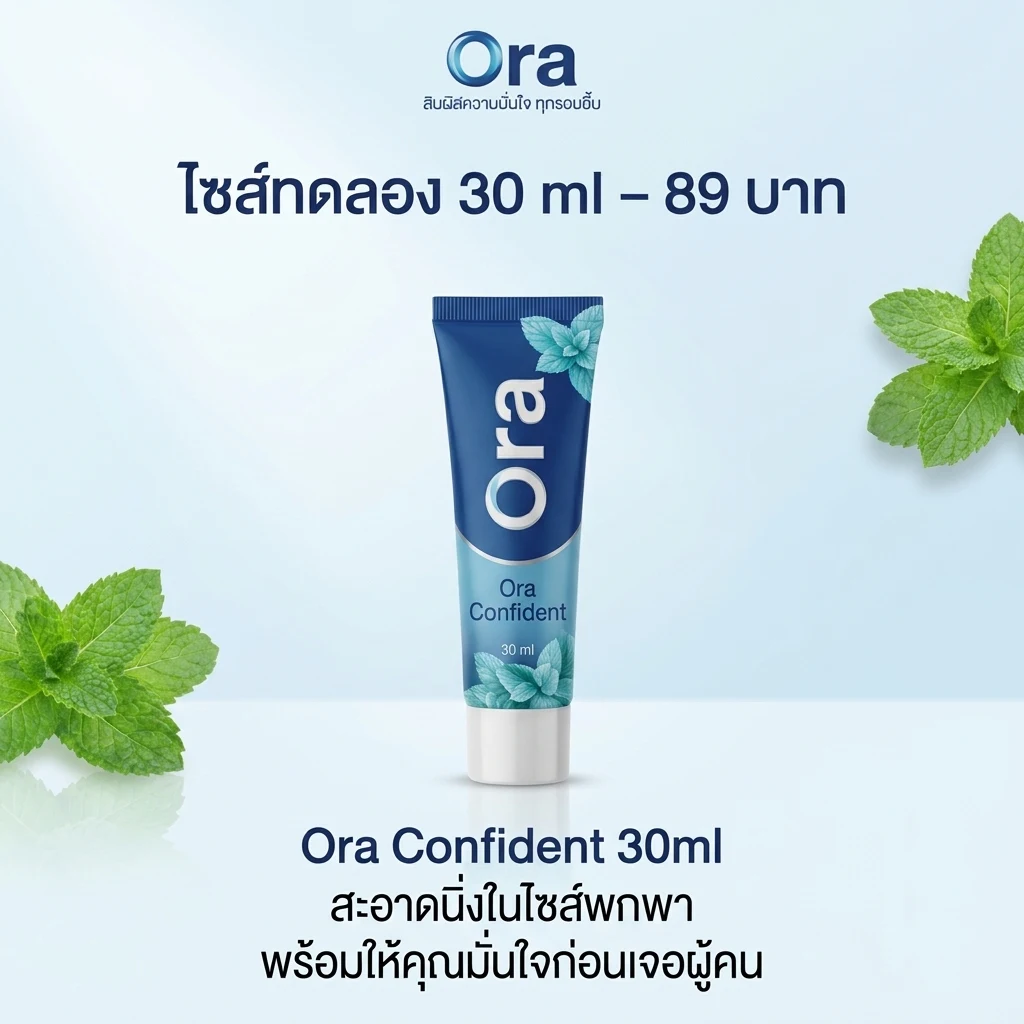 Ora
สินผิส่ความบั่นใจ ทุกรอบอื้บ
ไซส์ทดลอง 30 ml – 89 บาท
Ora
Ora
Confident
30 ml
Ora Confident 30ml
สะอาดนิ่งในไซส์พกพา
พร้อมให้คุณมั่นใจก่อนเจอผู้คน